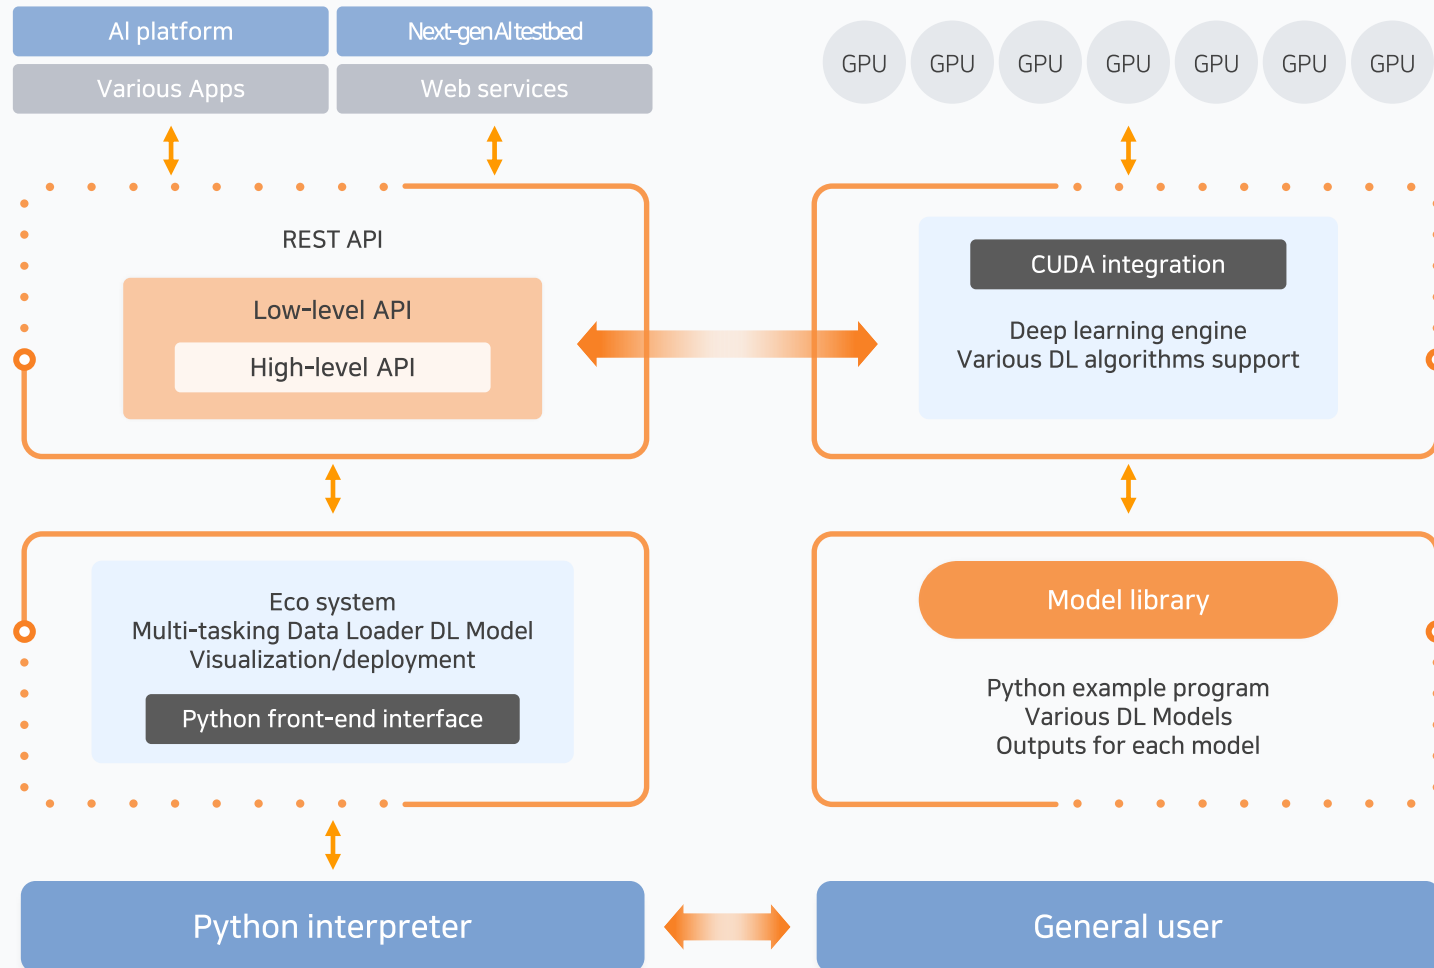 AI platform
Next-gen AI testbed
Various Apps
Web services
GPU
GPU
GPU
GPU
GPU
GPU
GPU
REST API
Low-level API
High-level API
CUDA integration
Deep learning engine
Various DL algorithms support
Eco system
Multi-tasking Data Loader DL Model
Visualization/deployment
Python front-end interface
Model library
Python example program
Various DL Models
Outputs for each model
Python interpreter
General user